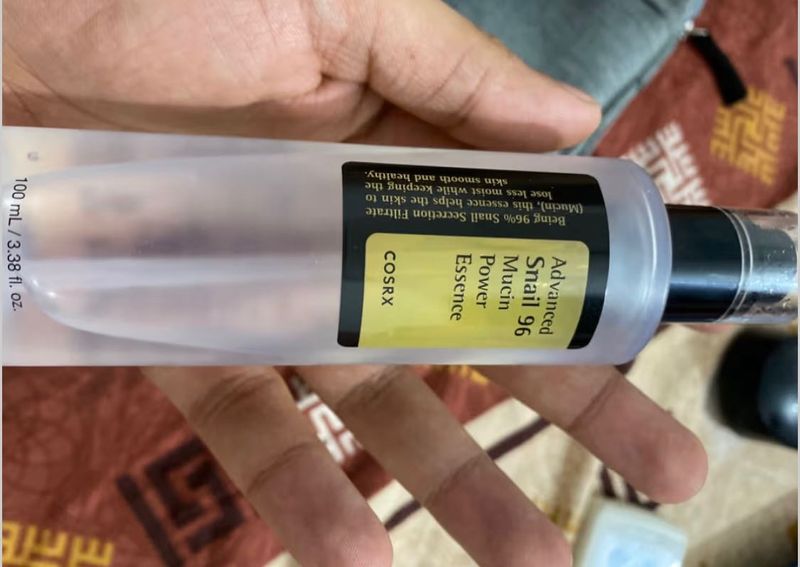 Advanced
Snail 96
Mucin
Power
Essence
COSRX
Being 96% Snail Secretion Filtrate
(Mucin), this essence helps the skin to
lose less moist while keeping the
skin smooth and healthy.
100 mL / 3.38 fl. oz.